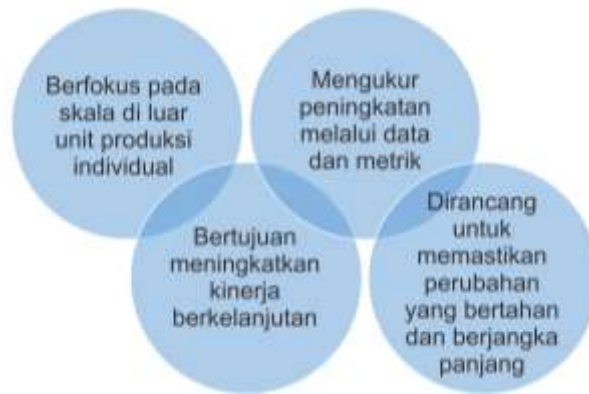 Berfokus pada
skala di luar
unit produksi
individual
Mengukur
peningkatan
melalui data
dan metrik
Bertujuan
meningkatkan
kinerja
berkelanjutan
Dirancang
untuk
memastikan
perubahan
yang bertahan
dan berjangka
panjang